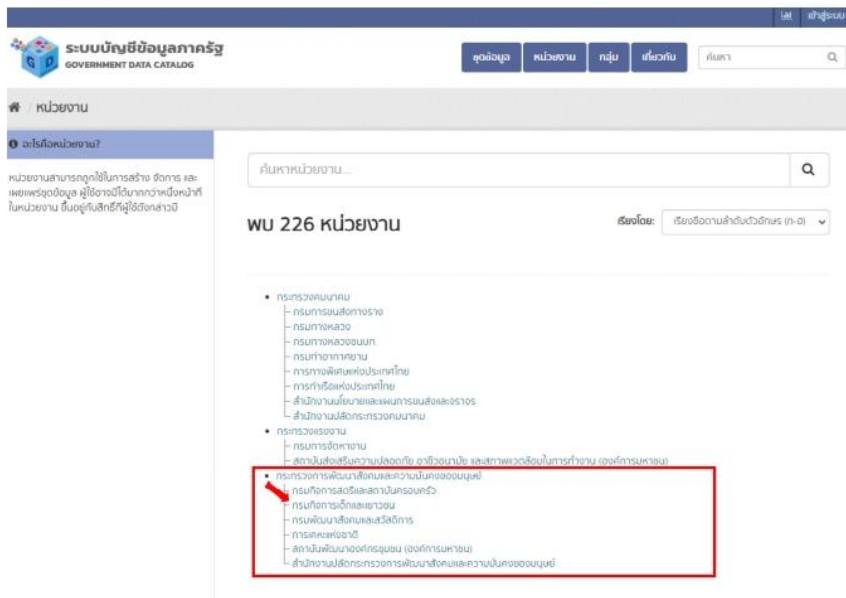 เข้าสู่ระบบ
ระบบบัญชีข้อมูลภาครัฐ
GOVERNMENT DATA CATALOG
G D
ชุดข้อมูล หน่วยงาน กลุ่ม เกี่ยวกับ ค้นหา
/ หน่วยงาน
อะไรคือหน่วยงาน?
หน่วยงานสามารถถูกใช้ในการสร้าง จัดการ และ
เผยแพร่ชุดข้อมูล ผู้ใช้อาจมีได้มากกว่าหนึ่งหน้าที่
ในหน่วยงาน ขึ้นอยู่กับสิทธิ์ที่ผู้ใช้ดังกล่าวมี
ค้นหาหน่วยงาน...
พบ 226 หน่วยงาน
เรียงโดย: เรียงชื่อตามลำดับตัวอักษร (ก-ฮ)
กระทรวงคมนาคม
กรมการขนส่งทางราง
กรมทางหลวง
กรมทางหลวงชนบท
กรมท่าอากาศยาน
การทางพิเศษแห่งประเทศไทย
การท่าเรือแห่งประเทศไทย
สำนักงานนโยบายและแผนการขนส่งและจราจร
สำนักงานปลัดกระทรวงคมนาคม
กระทรวงแรงงาน
กรมการจัดหางาน
สถาบันส่งเสริมความปลอดภัย อาชีวอนามัย และสภาพแวดล้อมในการทำงาน (องค์การมหาชน)
กระทรวงการพัฒนาสังคมและความมั่นคงของมนุษย์
กรมกิจการสตรีและสถาบันครอบครัว
กรมกิจการเด็กและเยาวชน
กรมพัฒนาสังคมและสวัสดิการ
การเคหะแห่งชาติ
สถาบันพัฒนาองค์กรชุมชน (องค์การมหาชน)
สำนักงานปลัดกระทรวงการพัฒนาสังคมและความมั่นคงของมนุษย์